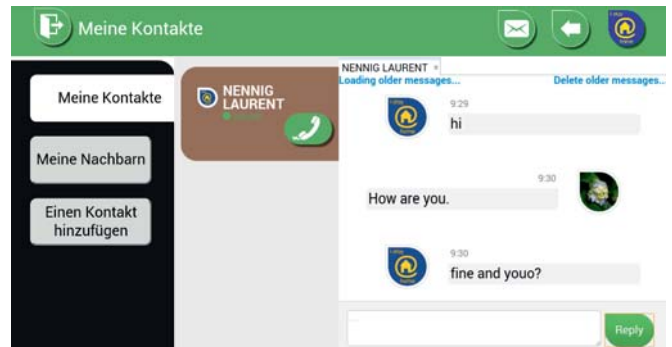 Meine Kontakte
Meine Kontakte
Meine Nachbarn
Einen Kontakt
hinzufügen
NENNIG
LAURENT
NENNIG LAURENT ×
Loading older messages...
Delete older messages...
9:29
hi
9:30
How are you.
9:30
fine and youo?
Reply